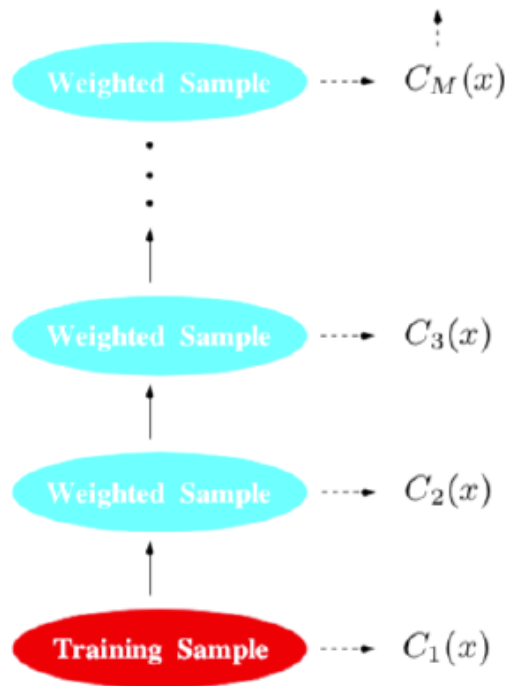 Weighted Sample C_M(x)
Weighted Sample C_3(x)
Weighted Sample C_2(x)
Training Sample C_1(x)